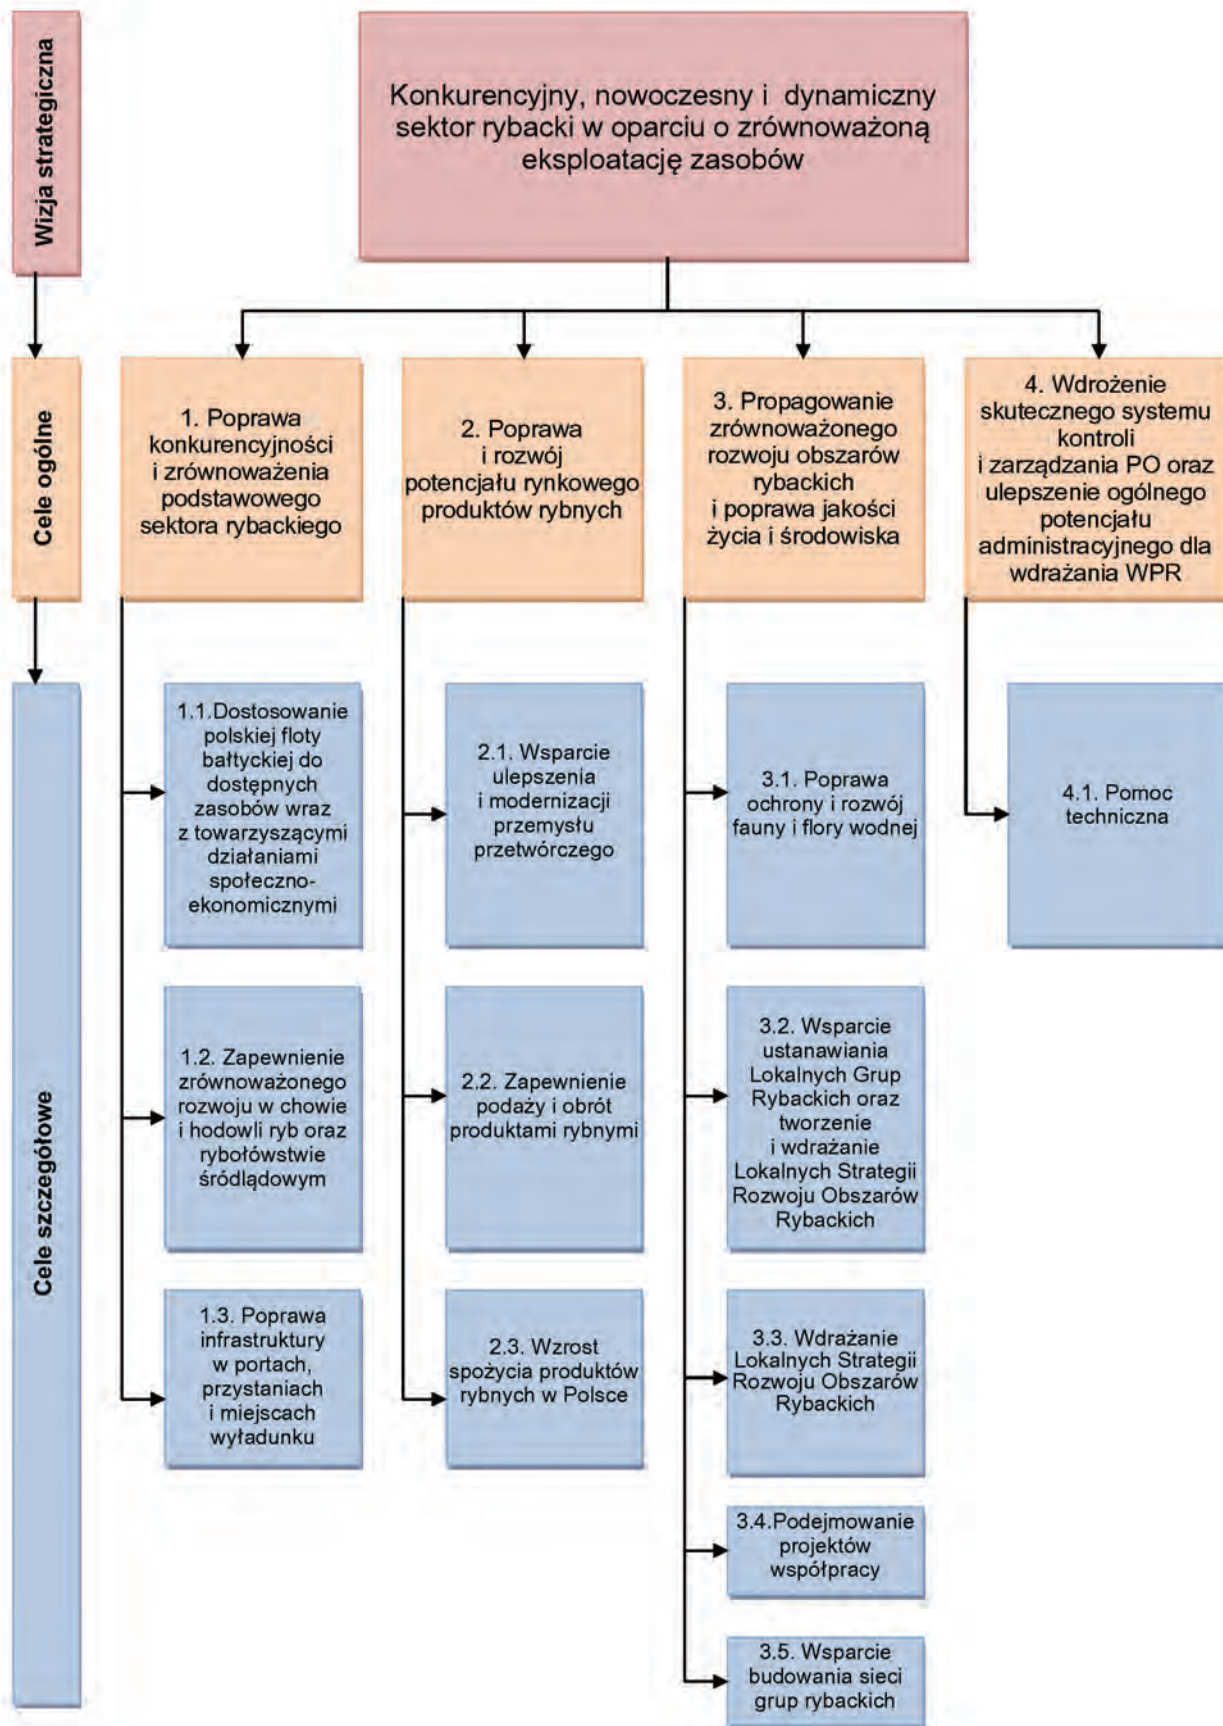 Wizja strategiczna
Konkurencyjny, nowoczesny i dynamiczny
sektor rybacki w oparciu o zrównoważoną
eksploatację zasobów
Cele ogólne
1. Poprawa
konkurencyjności
i zrównoważenia
podstawowego
sektora rybackiego
2. Poprawa
i rozwój
potencjału rynkowego
produktów rybnych
3. Propagowanie
zrównoważonego
rozwoju obszarów
rybackich
i poprawa jakości
życia i środowiska
4. Wdrożenie
skutecznego systemu
kontroli
i zarządzania PO oraz
ulepszenie ogólnego
potencjału
administracyjnego dla
wdrażania WPR
Cele szczegółowe
1.1.Dostosowanie
polskiej floty
bałtyckiej do
dostępnych
zasobów wraz
z towarzyszącymi
działaniami
społeczno-
ekonomicznymi
2.1. Wsparcie
ulepszenia
i modernizacji
przemysłu
przetwórczego
3.1. Poprawa
ochrony i rozwój
fauny i flory wodnej
4.1. Pomoc
techniczna
1.2. Zapewnienie
zrównoważonego
rozwoju w chowie
i hodowli ryb oraz
rybołówstwie
śródlądowym
2.2. Zapewnienie
podaży i obrót
produktami rybnymi
3.2. Wsparcie
ustanawiania
Lokalnych Grup
Rybackich oraz
tworzenie
i wdrażanie
Lokalnych Strategii
Rozwoju Obszarów
Rybackich
1.3. Poprawa
infrastruktury
w portach,
przystaniach
i miejscach
wyładunku
2.3. Wzrost
spożycia produktów
rybnych w Polsce
3.3. Wdrażanie
Lokalnych Strategii
Rozwoju Obszarów
Rybackich
3.4.Podejmowanie
projektów
współpracy
3.5. Wsparcie
budowania sieci
grup rybackich